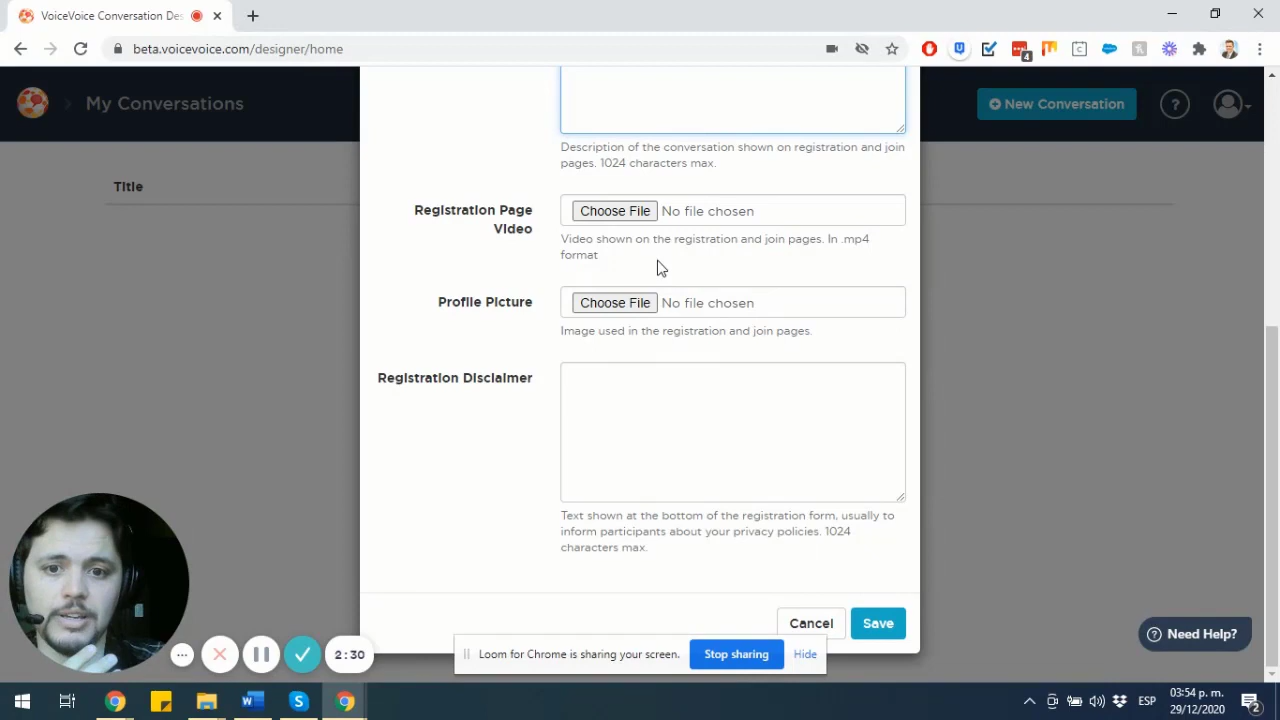 VoiceVoice Conversation Des
beta.voicevoice.com/designer/home
4
My Conversations
New Conversation
?
Title
Description of the conversation shown on registration and join
pages. 1024 characters max.
Registration Page
Video
Choose File No file chosen
Video shown on the registration and join pages. In .mp4
format
Profile Picture
Choose File No file chosen
Image used in the registration and join pages.
Registration Disclaimer
Text shown at the bottom of the registration form, usually to
inform participants about your privacy policies. 1024
characters max.
Cancel
Save
? Need Help?
2:30
Loom for Chrome is sharing your screen.
Stop sharing
Hide
ESP
03:54 p. m.
29/12/2020
2